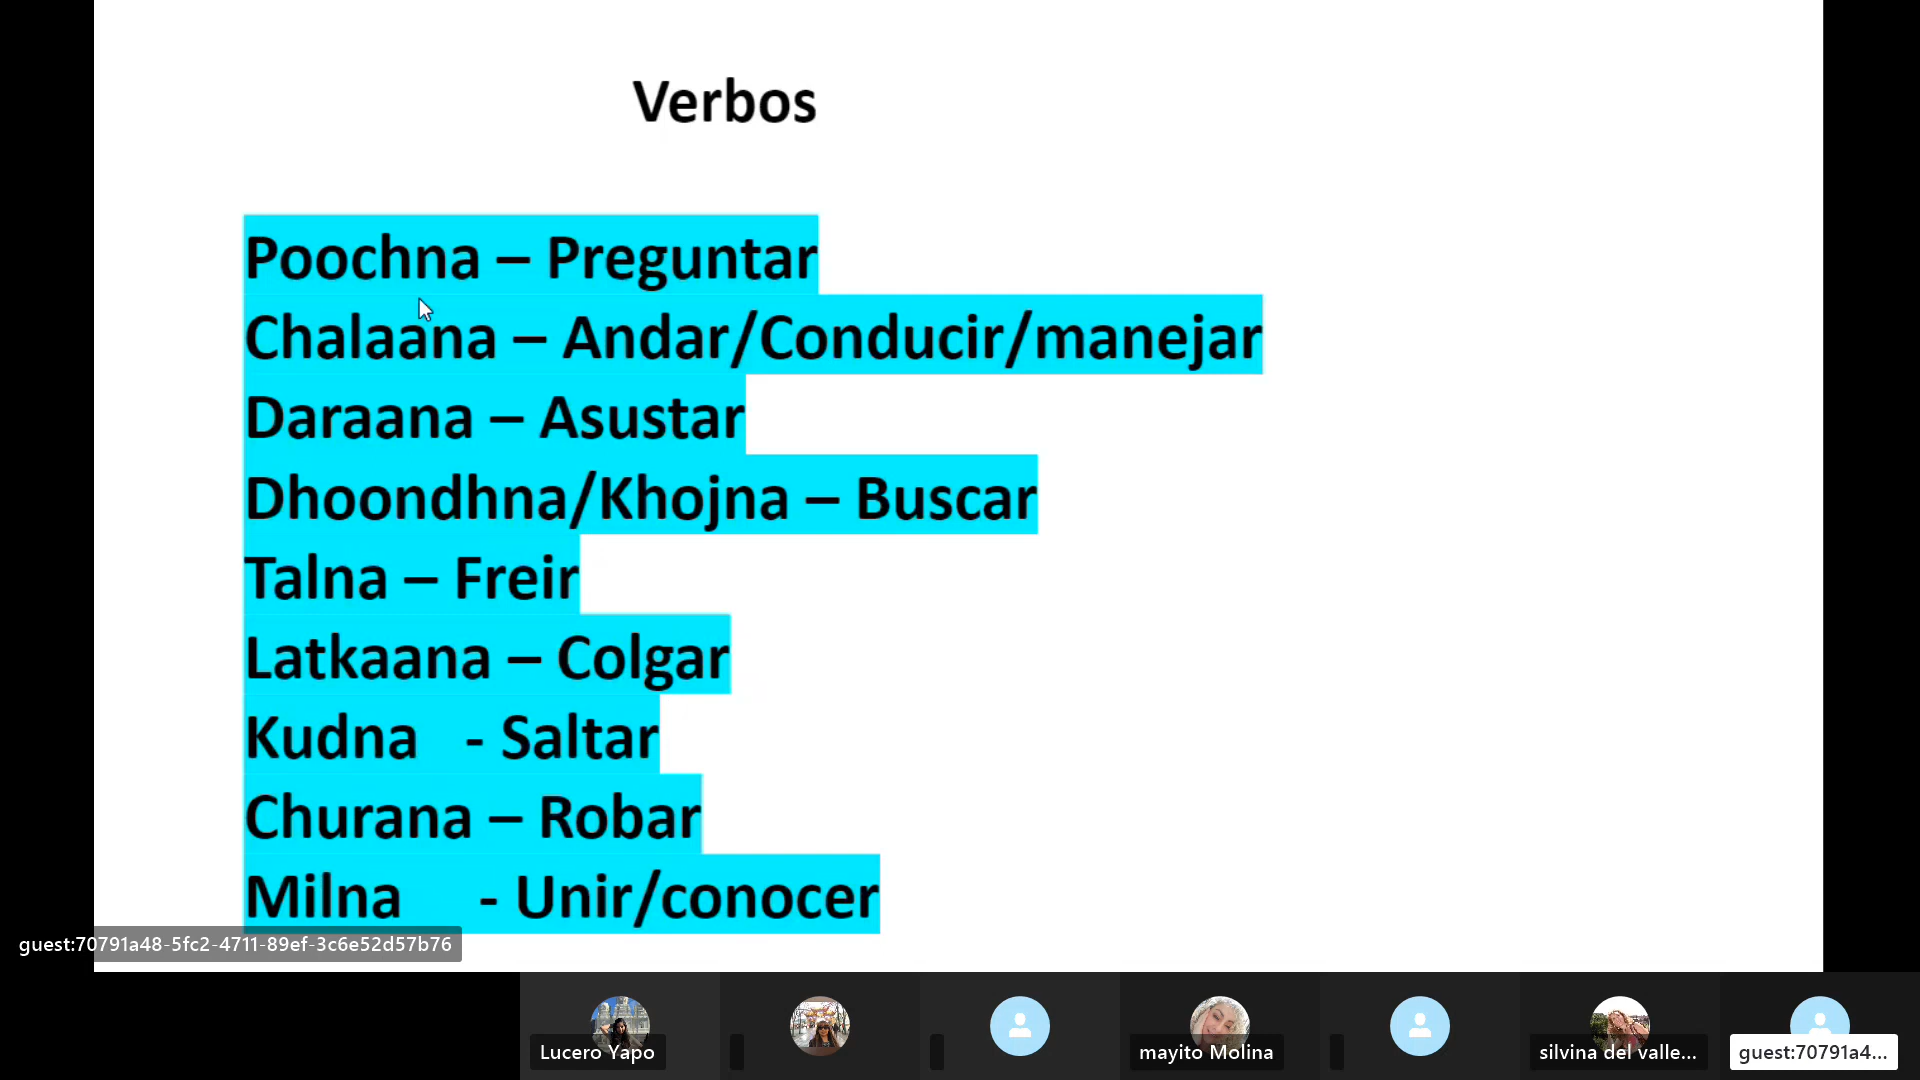 Verbos
Poochna – Preguntar
Chalaana – Andar/Conducir/manejar
Daraana – Asustar
Dhoondhna/Khojna – Buscar
Talna – Freir
Latkaana – Colgar
Kudna - Saltar
Churana – Robar
Milna - Unir/conocer
guest:70791a48-5fc2-4711-89ef-3c6e52d57b76
Lucero Yapo
mayito Molina
silvina del valle...
guest:70791a4...